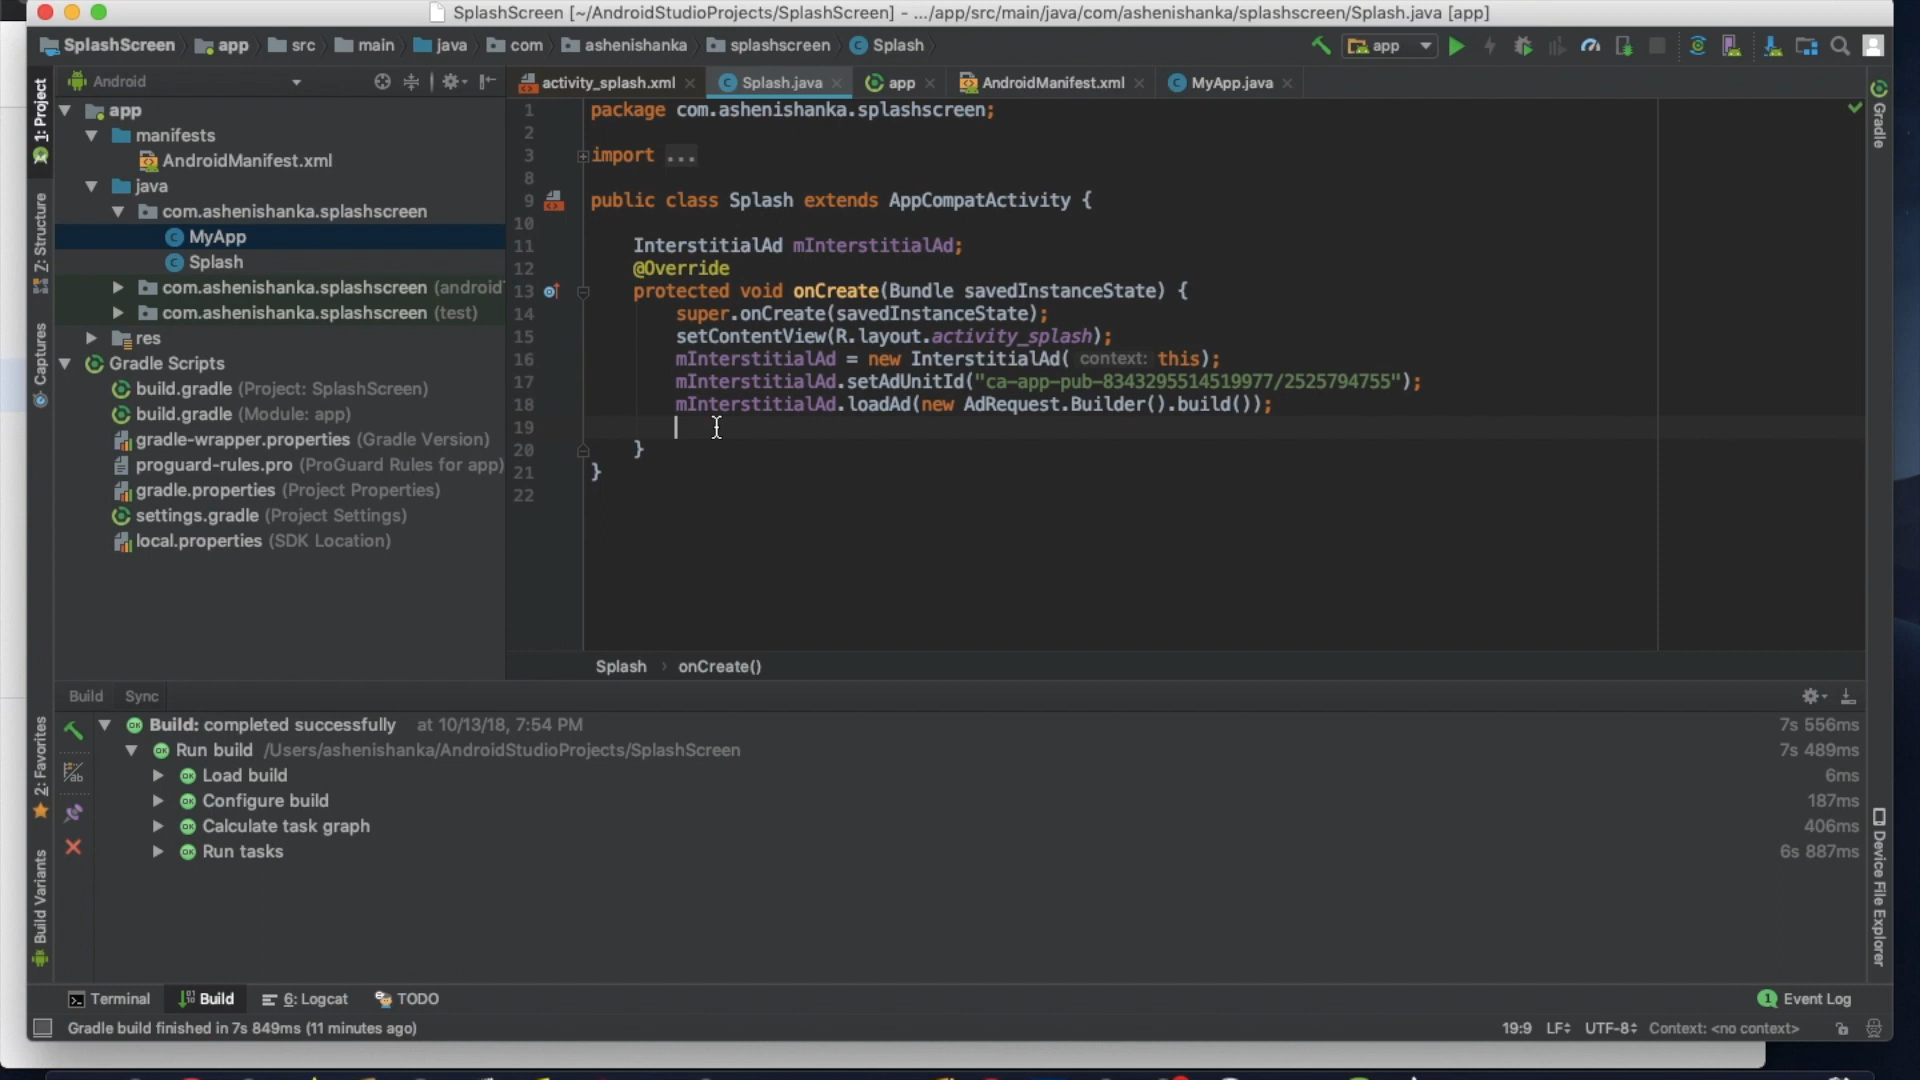 SplashScreen [~/AndroidStudioProjects/SplashScreen] - .../app/src/main/java/com/ashenishanka/splashscreen/Splash.java [app]
SplashScreen app src main java com ashenishanka splashscreen Splash app
Android
activity_splash.xml Splash.java app AndroidManifest.xml MyApp.java
1: Project
Z: Structure
Captures
2: Favorites
Build Variants
app
manifests
AndroidManifest.xml
java
com.ashenishanka.splashscreen
MyApp
Splash
com.ashenishanka.splashscreen (android
com.ashenishanka.splashscreen (test)
res
Gradle Scripts
build.gradle (Project: SplashScreen)
build.gradle (Module: app)
gradle-wrapper.properties (Gradle Version)
proguard-rules.pro (ProGuard Rules for app)
gradle.properties (Project Properties)
settings.gradle (Project Settings)
local.properties (SDK Location)
1 package com.ashenishanka.splashscreen;
2
3 import ...
8
9 public class Splash extends AppCompatActivity {
10
11 InterstitialAd mInterstitialAd;
12 @Override
13 protected void onCreate(Bundle savedInstanceState) {
14 super.onCreate(savedInstanceState);
15 setContentView(R.layout.activity_splash);
16 mInterstitialAd = new InterstitialAd( context: this);
17 mInterstitialAd.setAdUnitId("ca-app-pub-8343295514519977/2525794755");
18 mInterstitialAd.loadAd(new AdRequest.Builder().build());
19
20 }
21 }
22
Splash › onCreate()
Gradle
Device File Explorer
Build Sync
Build: completed successfully at 10/13/18, 7:54 PM 7s 556ms
Run build /Users/ashenishanka/AndroidStudioProjects/SplashScreen 7s 489ms
Load build 6ms
Configure build 187ms
Calculate task graph 406ms
Run tasks 6s 887ms
Terminal Build 6: Logcat TODO 1 Event Log
Gradle build finished in 7s 849ms (11 minutes ago) 19:9 LF UTF-8 Context: <no context>